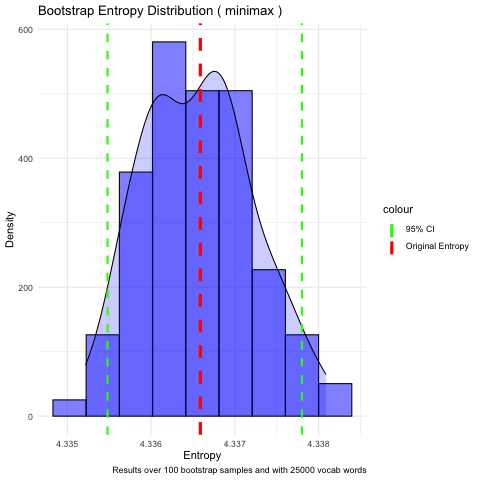 Bootstrap Entropy Distribution ( minimax )
600
400
200
0
Density
4.335
4.336
4.337
4.338
Entropy
colour
95% CI
Original Entropy
Results over 100 bootstrap samples and with 25000 vocab words